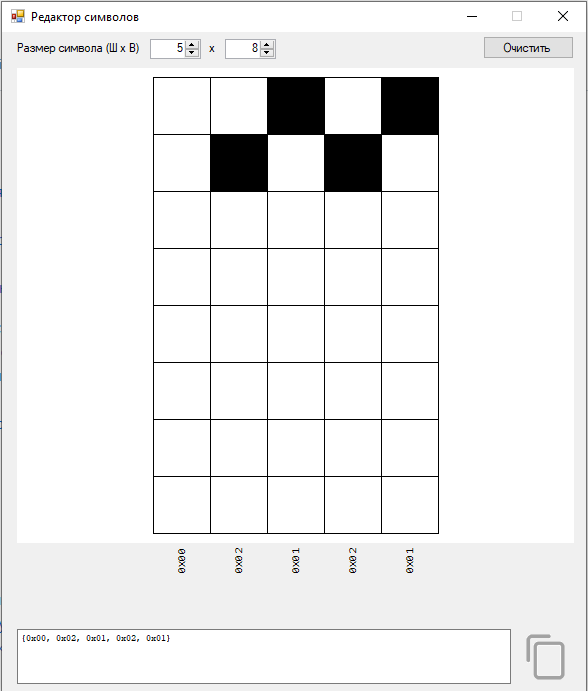 Редактор символов
Размер символа (Ш x В) 5 x 8 Очистить
0x00 0x02 0x01 0x02 0x01
{0x00, 0x02, 0x01, 0x02, 0x01}